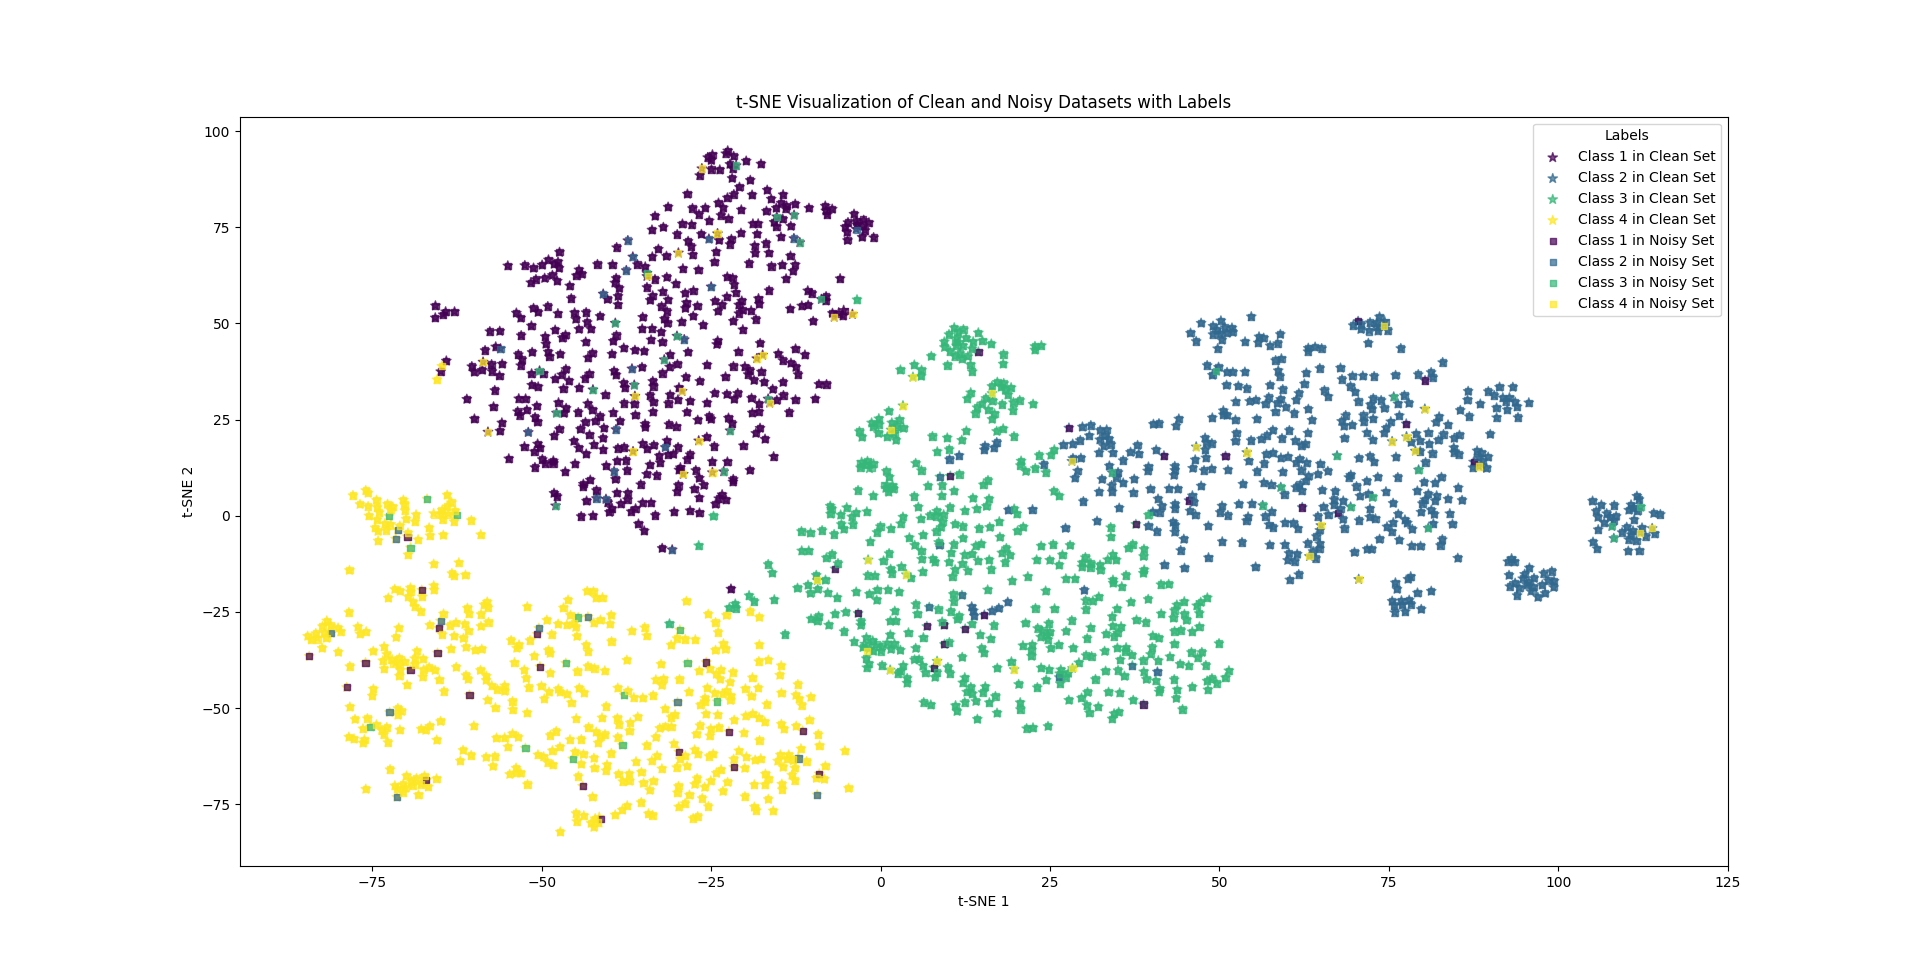 t-SNE Visualization of Clean and Noisy Datasets with Labels
Labels
Class 1 in Clean Set
Class 2 in Clean Set
Class 3 in Clean Set
Class 4 in Clean Set
Class 1 in Noisy Set
Class 2 in Noisy Set
Class 3 in Noisy Set
Class 4 in Noisy Set
t-SNE 2
100
75
50
25
0
−25
−50
−75
−75
−50
−25
0
25
50
75
100
125
t-SNE 1